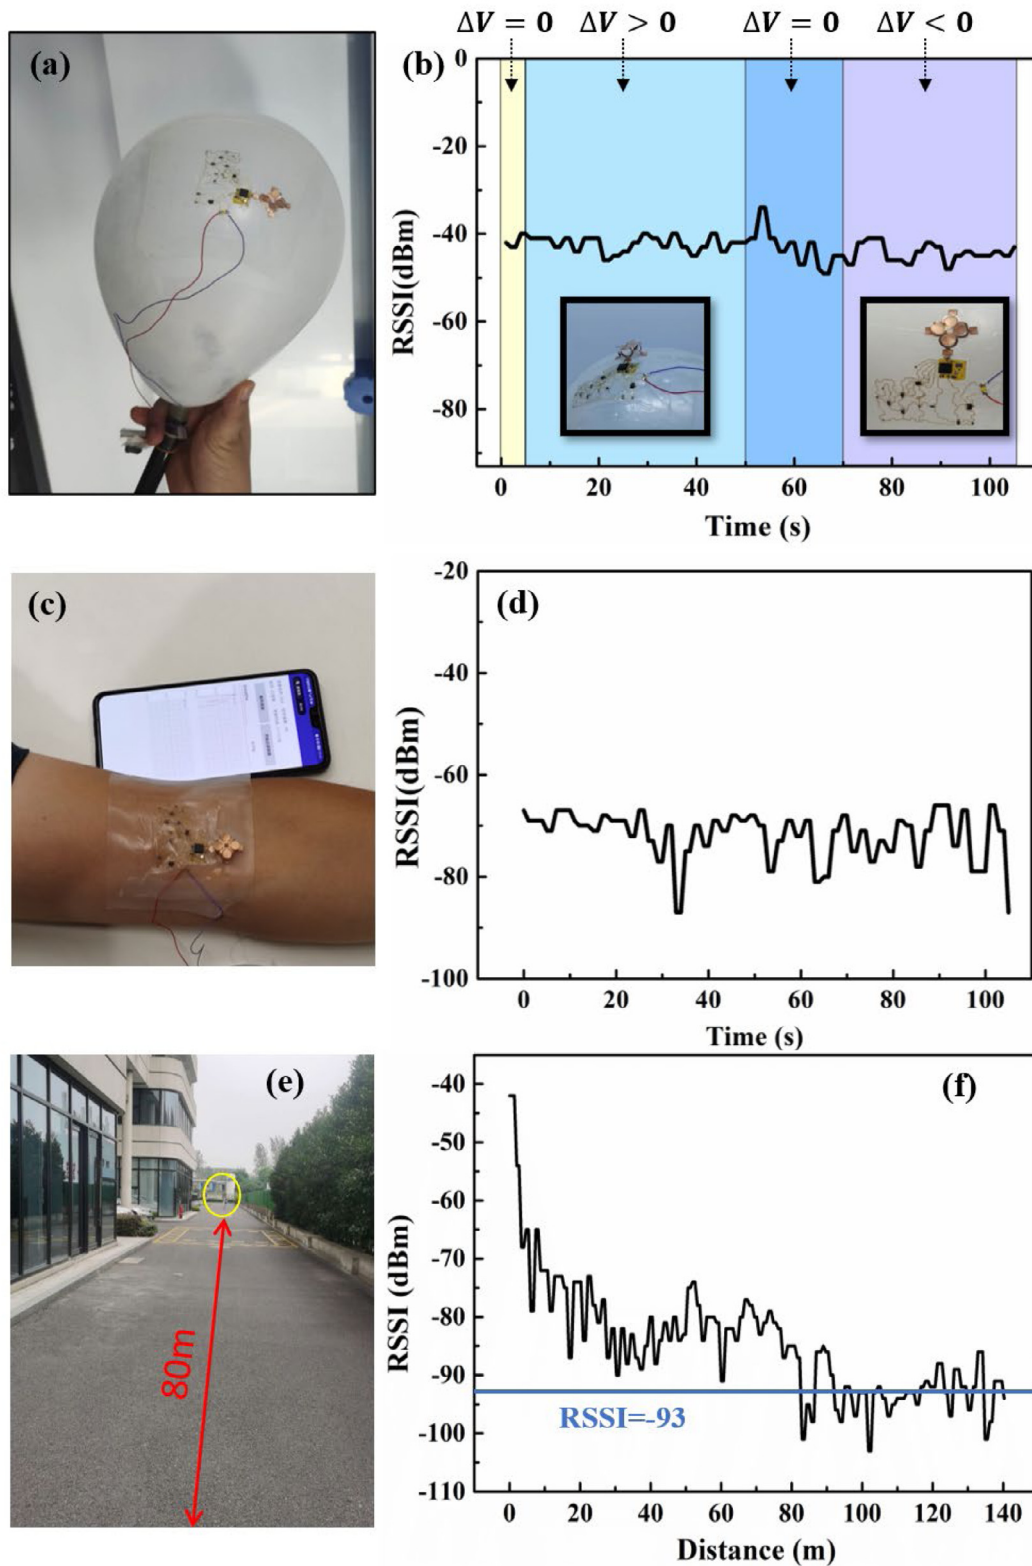 (a)
ΔV = 0 ΔV > 0 ΔV = 0 ΔV < 0
(b)
0
-20
-40
-60
-80
RSSI(dBm)
0 20 40 60 80 100
Time (s)
(c)
(d)
-20
-40
-60
-80
-100
RSSI(dBm)
0 20 40 60 80 100
Time (s)
(e)
80m
(f)
-40
-50
-60
-70
-80
-90
-100
-110
RSSI (dBm)
RSSI=-93
0 20 40 60 80 100 120 140
Distance (m)